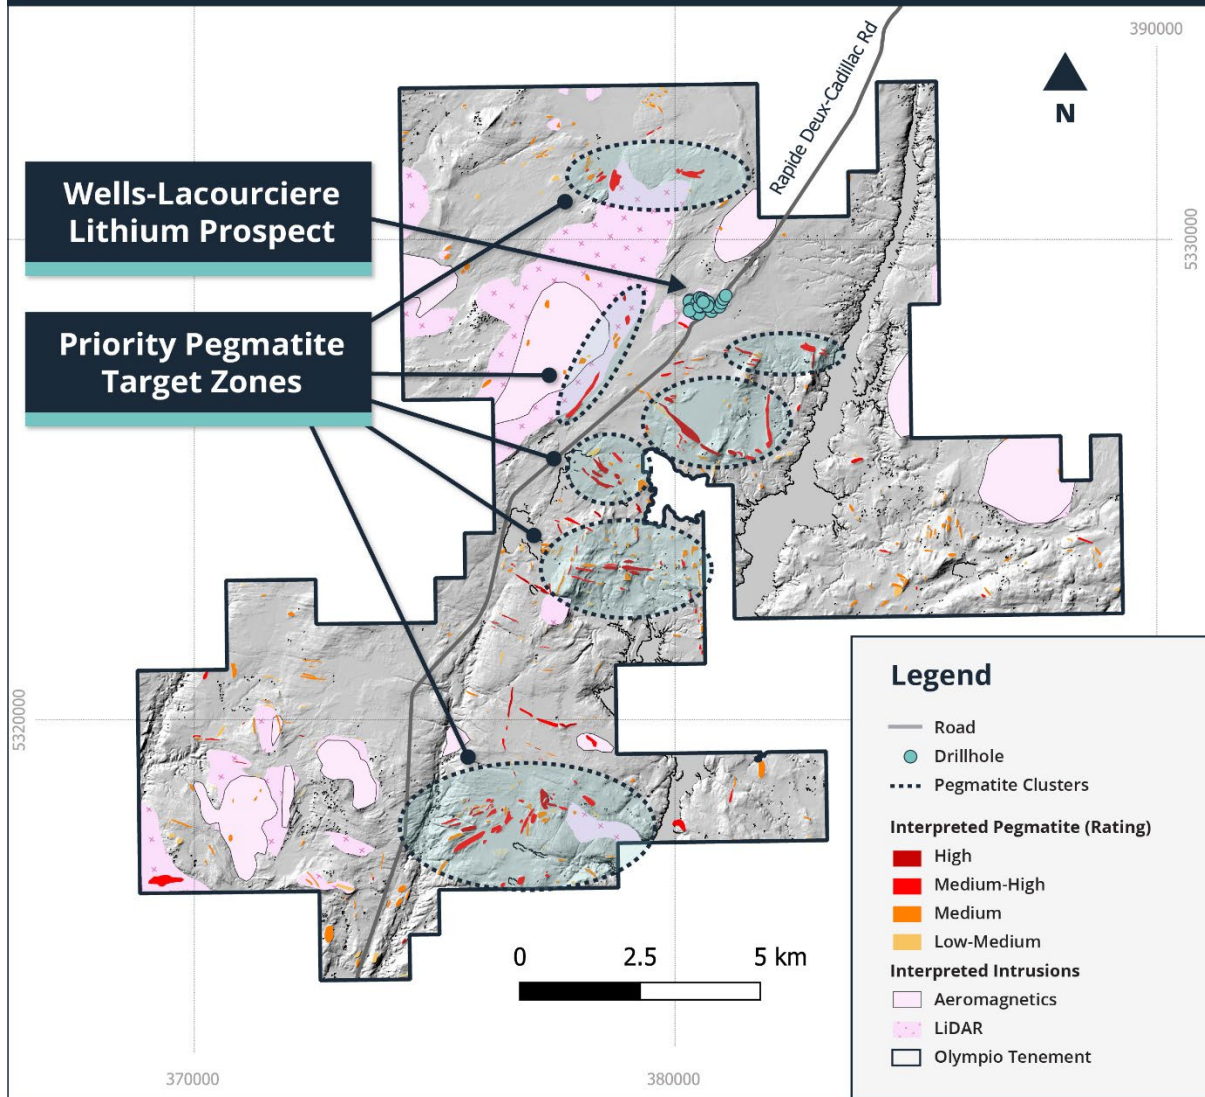 390000
Rapide Deux-Cadillac Rd
N
Wells-Lacourciere
Lithium Prospect
5330000
Priority Pegmatite
Target Zones
5320000
Legend
Road
Drillhole
Pegmatite Clusters
Interpreted Pegmatite (Rating)
High
Medium-High
Medium
Low-Medium
Interpreted Intrusions
Aeromagnetics
LiDAR
Olympio Tenement
0 2.5 5 km
370000
380000